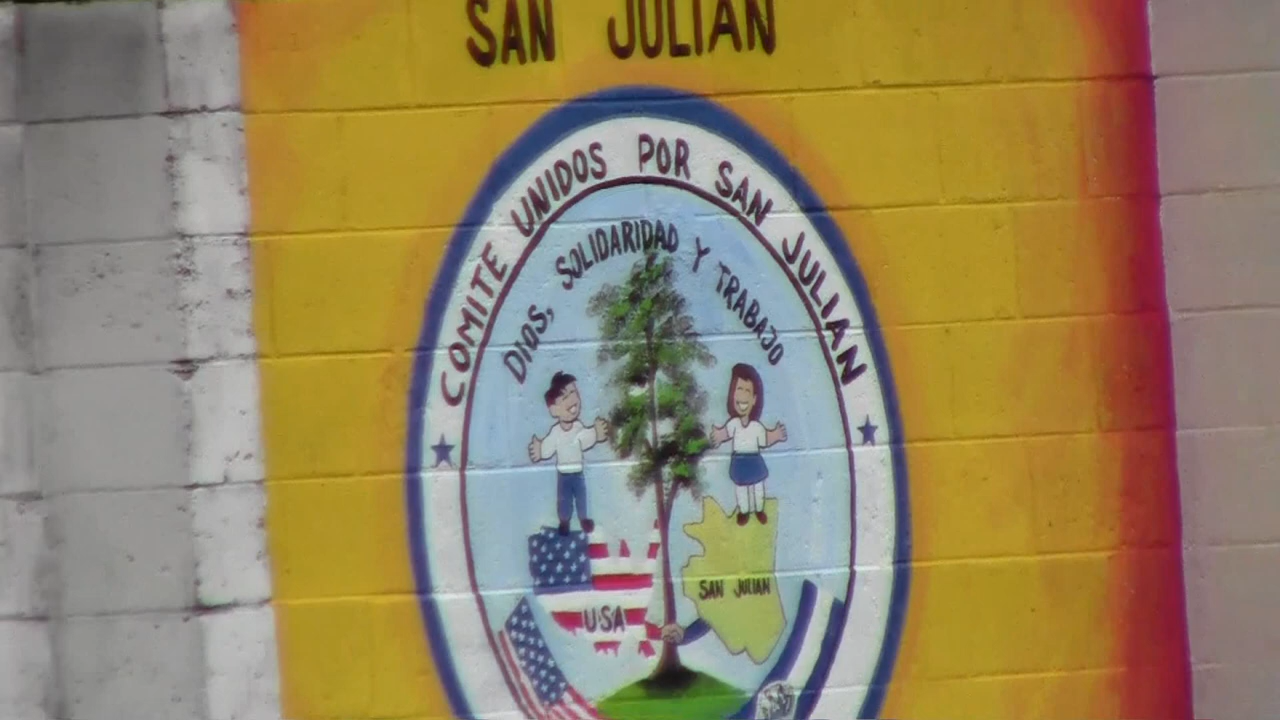 SAN JULIAN
COMITE UNIDOS POR SAN JULIAN
DIOS, SOLIDARIDAD Y TRABAJO
SAN JULIAN
USA